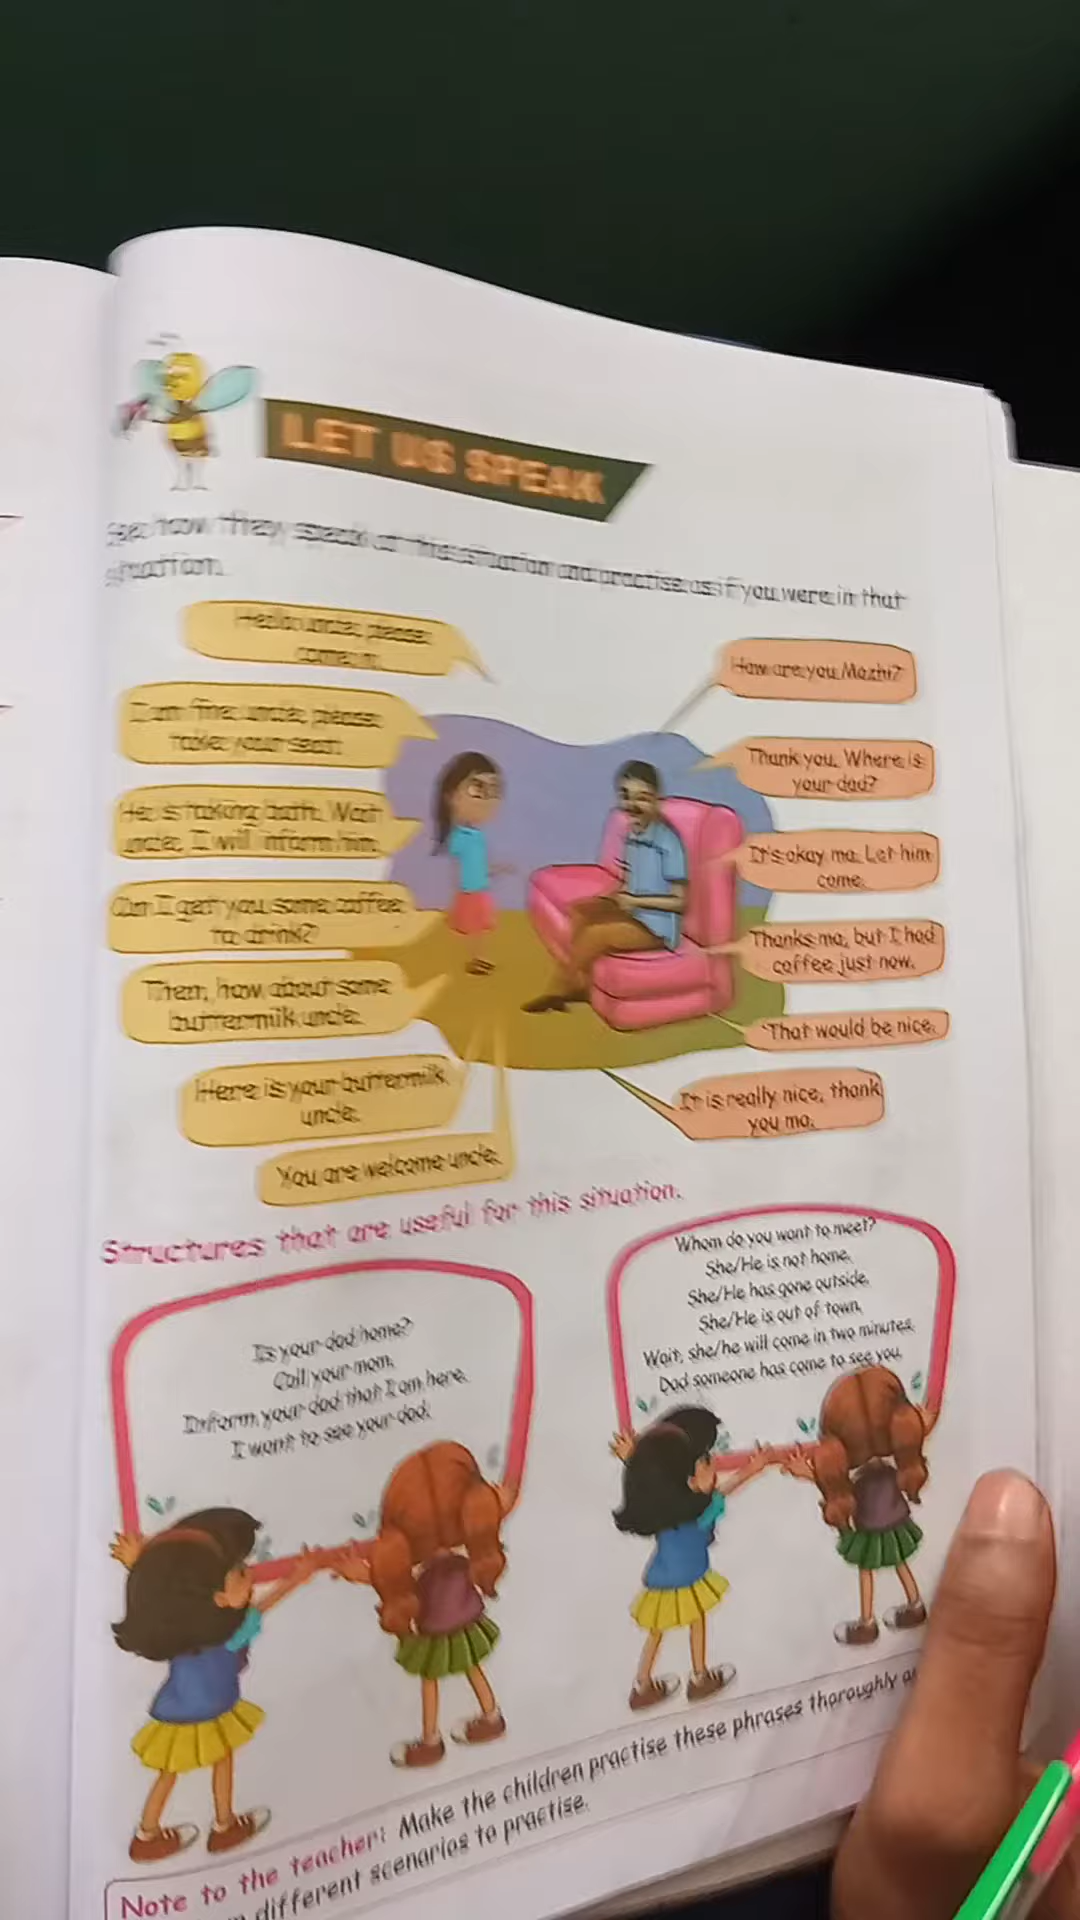 LET US SPEAK
See how they speak at this situation and practise as if you were in that
situation.
Hello uncle, please
come in.
How are you Mozhi?
I am fine uncle, please
take your seat.
Thank you. Where is
your dad?
He is taking bath. Wait
uncle, I will inform him.
It's okay ma. Let him
come.
Can I get you some coffee
to drink?
Thanks ma, but I had
coffee just now.
Then, how about some
buttermilk uncle.
That would be nice.
Here is your buttermilk
uncle.
It is really nice, thank
you ma.
You are welcome uncle.
Structures that are useful for this situation.
Is your dad home?
Call your mom.
Inform your dad that I am here.
I want to see your dad.
Whom do you want to meet?
She/He is not home.
She/He has gone outside.
She/He is out of town.
Wait, she/he will come in two minutes.
Dad someone has come to see you.
Note to the teacher: Make the children practise these phrases thoroughly
different scenarios to practise.